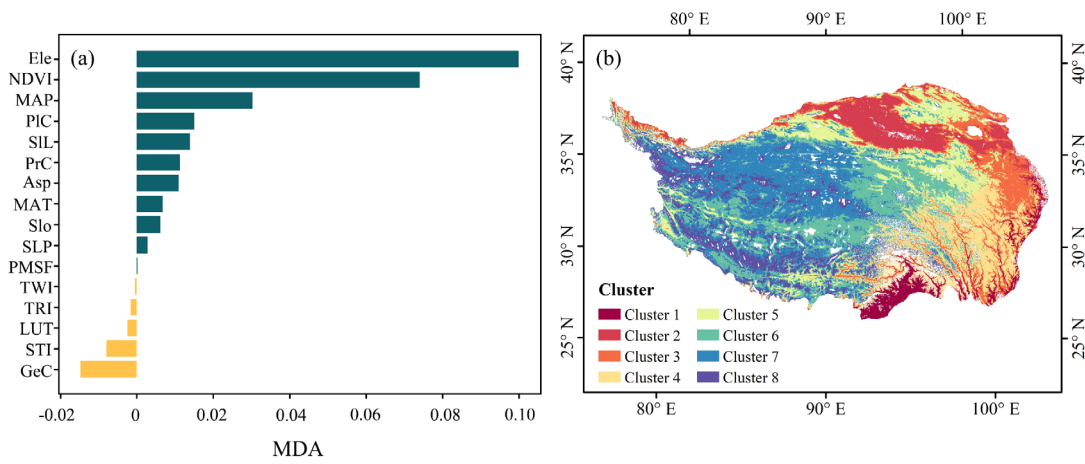 (a)
Ele
NDVI
MAP
PlC
SlL
PrC
Asp
MAT
Slo
SLP
PMSF
TWI
TRI
LUT
STI
GeC
-0.02 0 0.02 0.04 0.06 0.08 0.10
MDA
80° E 90° E 100° E
(b)
40° N 40° N
35° N 35° N
30° N 30° N
25° N 25° N
Cluster
Cluster 1 Cluster 5
Cluster 2 Cluster 6
Cluster 3 Cluster 7
Cluster 4 Cluster 8
80° E 90° E 100° E